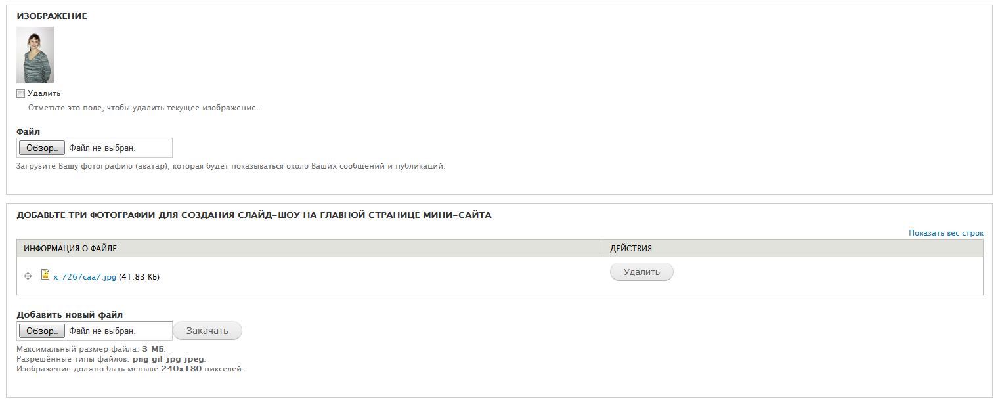 ИЗОБРАЖЕНИЕ
Удалить
Отметьте это поле, чтобы удалить текущее изображение.
Файл
Обзор… Файл не выбран.
Загрузите Вашу фотографию (аватар), которая будет показываться около Ваших сообщений и публикаций.
ДОБАВЬТЕ ТРИ ФОТОГРАФИИ ДЛЯ СОЗДАНИЯ СЛАЙД-ШОУ НА ГЛАВНОЙ СТРАНИЦЕ МИНИ-САЙТА
Показать вес строк
ИНФОРМАЦИЯ О ФАЙЛЕ ДЕЙСТВИЯ
x_7267caa7.jpg (41.83 КБ) Удалить
Добавить новый файл
Обзор… Файл не выбран. Закачать
Максимальный размер файла: 3 МБ.
Разрешённые типы файлов: png gif jpg jpeg.
Изображение должно быть меньше 240x180 пикселей.